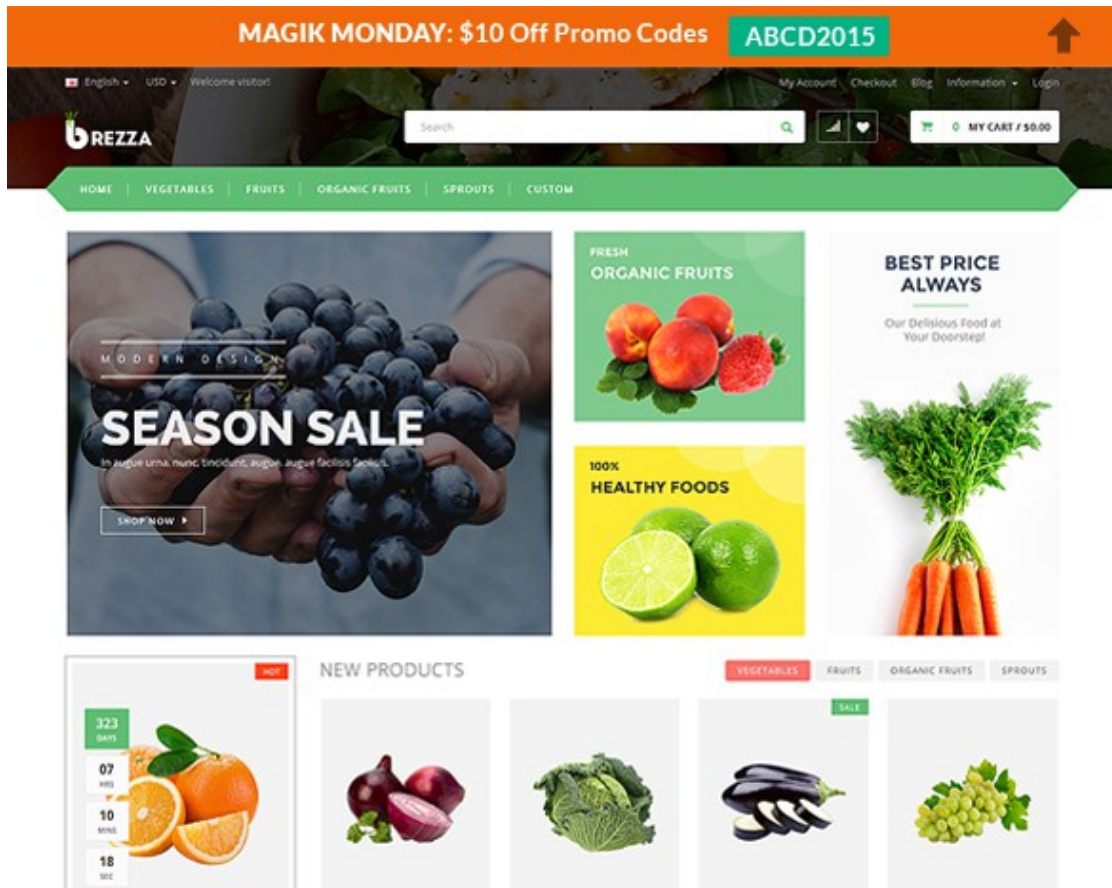 MAGIK MONDAY: $10 Off Promo Codes ABCD2015
English USD Welcome visitor! My Account Checkout Blog Information Login
bREZZA Search 0 MY CART / $0.00
HOME VEGETABLES FRUITS ORGANIC FRUITS SPROUTS CUSTOM
MODERN DESIGN
SEASON SALE
In augue urna, nunc, tincidunt, augue, augue facilisis facilisis.
SHOP NOW
FRESH
ORGANIC FRUITS
100%
HEALTHY FOODS
BEST PRICE
ALWAYS
Our Delisious Food at
Your Doorstep!
HOT
323
DAYS
07
HRS
10
MINS
18
SEC
NEW PRODUCTS VEGETABLES FRUITS ORGANIC FRUITS SPROUTS
SALE